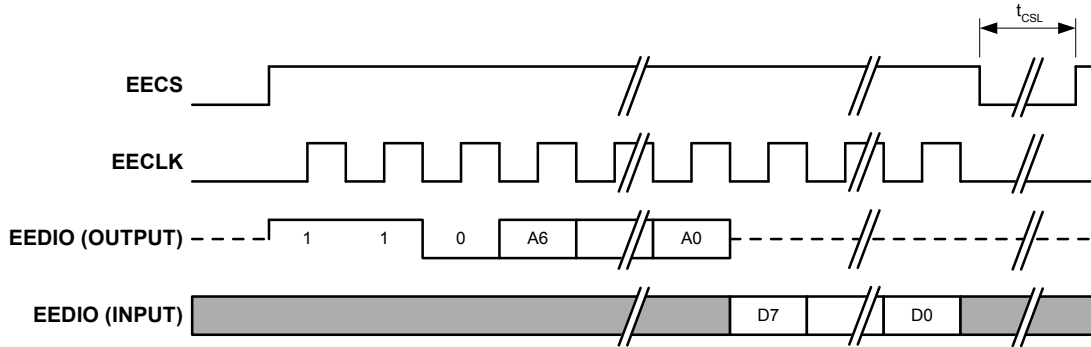 tCSL
EECS
EECLK
EEDIO (OUTPUT)
1 1 0 A6 A0
EEDIO (INPUT)
D7 D0